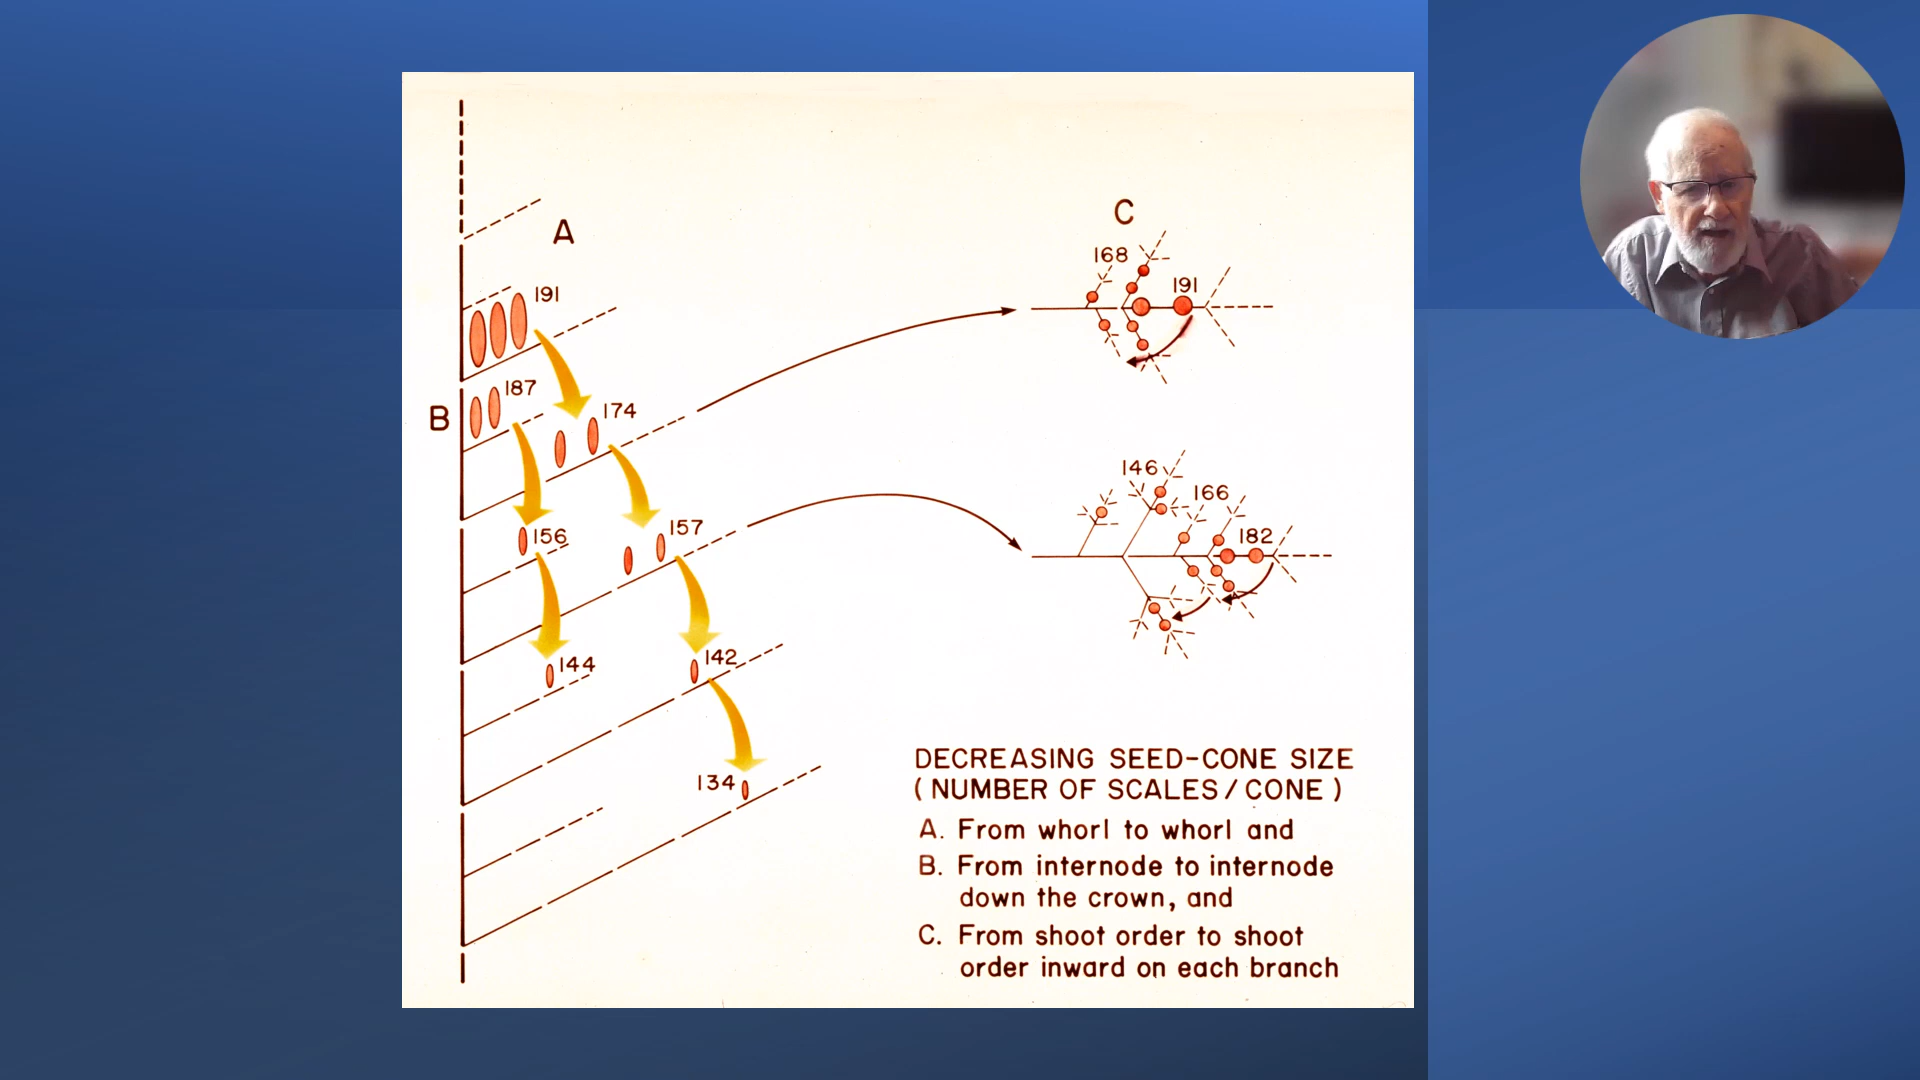 A
C
191
168
191
187
B
174
146
166
157
156
182
144
142
134
DECREASING SEED-CONE SIZE
( NUMBER OF SCALES / CONE )
A. From whorl to whorl and
B. From internode to internode
down the crown, and
C. From shoot order to shoot
order inward on each branch